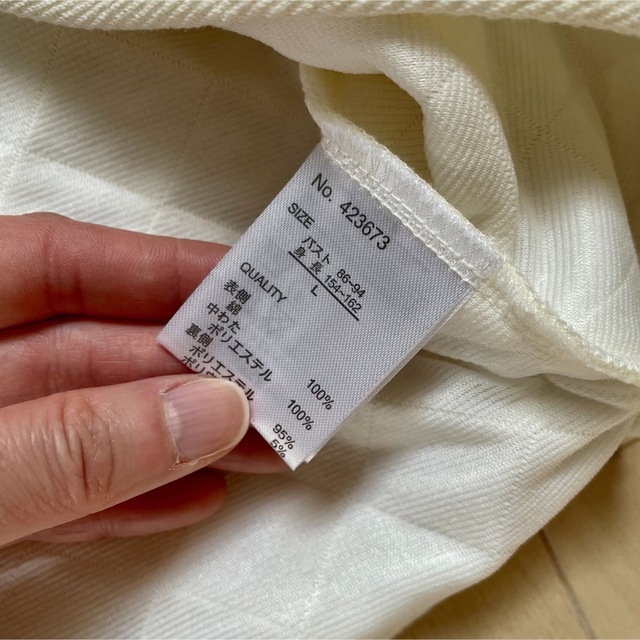 No. 423673
SIZE
バスト 86-94
身 長 154-162
L
QUALITY
表側
綿 100%
中わた
ポリエステル 100%
裏側
ポリエステル 95%
5%